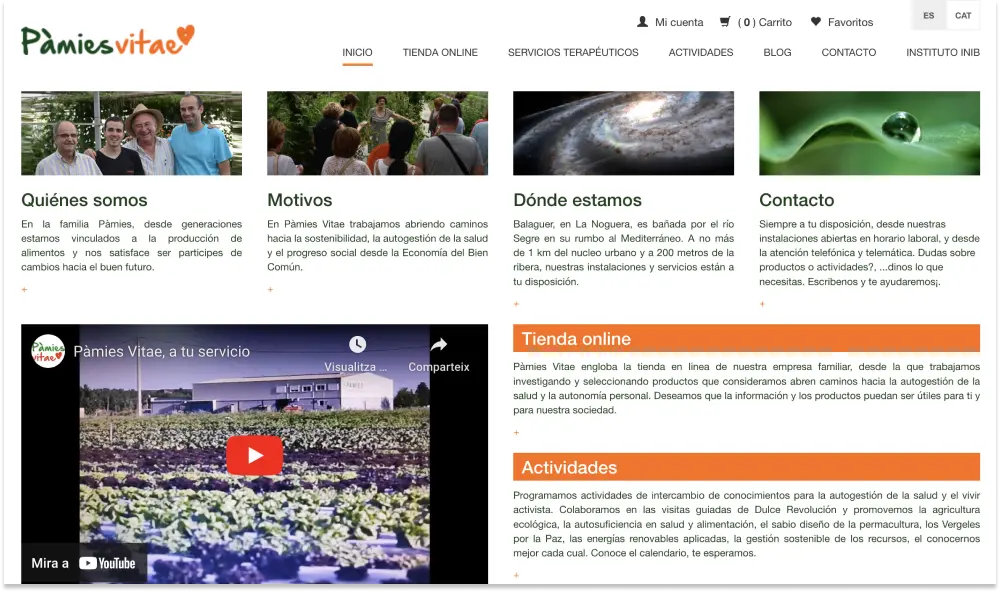 Mi cuenta
( 0 ) Carrito
Favoritos
ES
CAT
Pàmies vitae
INICIO
TIENDA ONLINE
SERVICIOS TERAPÉUTICOS
ACTIVIDADES
BLOG
CONTACTO
INSTITUTO INIB
Quiénes somos
En la familia Pàmies, desde generaciones
estamos vinculados a la producción de
alimentos y nos satisface ser partícipes de
cambios hacia el buen futuro.
+
Motivos
En Pàmies Vitae trabajamos abriendo caminos
hacia la sostenibilidad, la autogestión de la salud
y el progreso social desde la Economía del Bien
Común.
+
Dónde estamos
Balaguer, en La Noguera, es bañada por el río
Segre en su rumbo al Mediterráneo. A no más
de 1 km del nucleo urbano y a 200 metros de la
ribera, nuestras instalaciones y servicios están a
tu disposición.
+
Contacto
Siempre a tu disposición, desde nuestras
instalaciones abiertas en horario laboral, y desde
la atención telefónica y telemática. Dudas sobre
productos o actividades?, ...dinos lo que
necesitas. Escribenos y te ayudaremos¡.
+
Pàmies vitae
Pàmies Vitae, a tu servicio
Visualitza ...
Comparteix
Mira a YouTube
Tienda online
Pàmies Vitae engloba la tienda en linea de nuestra empresa familiar, desde la que trabajamos
investigando y seleccionando productos que consideramos abren caminos hacia la autogestión de la
salud y la autonomía personal. Deseamos que la información y los productos puedan ser útiles para ti y
para nuestra sociedad.
+
Actividades
Programamos actividades de intercambio de conocimientos para la autogestión de la salud y el vivir
activista. Colaboramos en las visitas guiadas de Dulce Revolución y promovemos la agricultura
ecológica, la autosuficiencia en salud y alimentación, el sabio diseño de la permacultura, los Vergeles
por la Paz, las energías renovables aplicadas, la gestión sostenible de los recursos, el conocernos
mejor cada cual. Conoce el calendario, te esperamos.
+